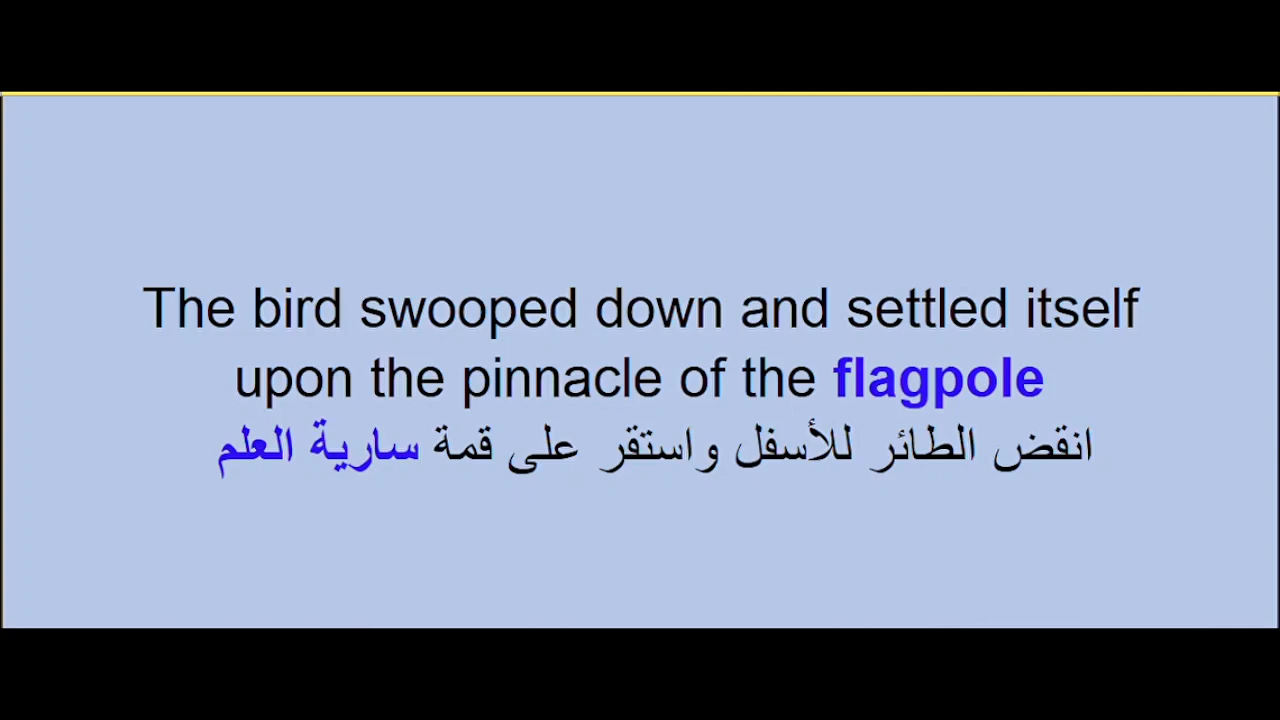 The bird swooped down and settled itself
upon the pinnacle of the flagpole
انقض الطائر للأسفل واستقر على قمة سارية العلم